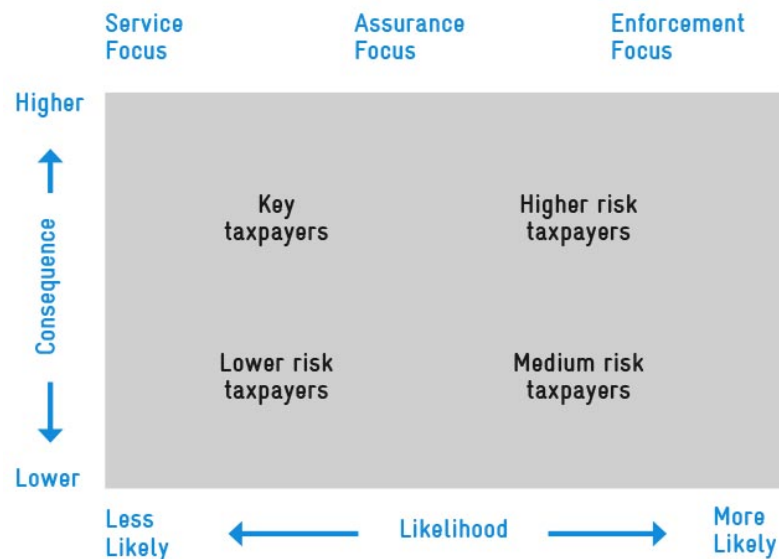 Service
Focus
Assurance
Focus
Enforcement
Focus
Higher
Consequence
Lower
Key
taxpayers
Higher risk
taxpayers
Lower risk
taxpayers
Medium risk
taxpayers
Less
Likely
Likelihood
More
Likely